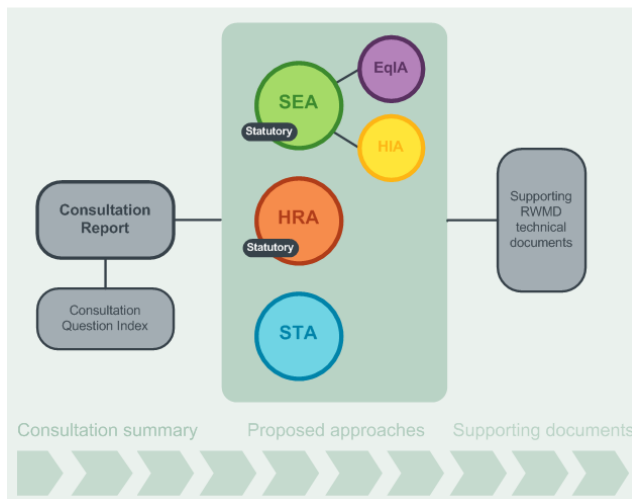 EqIA
SEA
Statutory
HIA
Consultation
Report
HRA
Statutory
Supporting
RWMD
technical
documents
Consultation
Question Index
STA
Consultation summary
Proposed approaches
Supporting documents